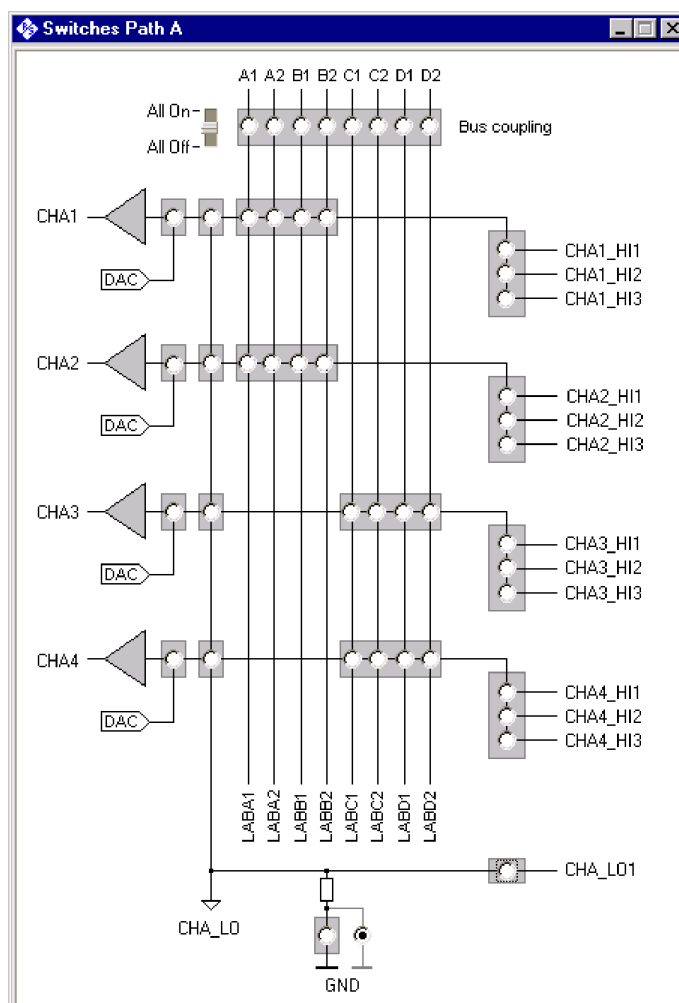 Switches Path A
A1 A2 B1 B2 C1 C2 D1 D2
All On
Bus coupling
All Off
CHA1
CHA1_HI1
DAC
CHA1_HI2
CHA1_HI3
CHA2
CHA2_HI1
DAC
CHA2_HI2
CHA2_HI3
CHA3
CHA3_HI1
DAC
CHA3_HI2
CHA3_HI3
CHA4
CHA4_HI1
DAC
CHA4_HI2
CHA4_HI3
LABA1
LABA2
LABB1
LABB2
LABC1
LABC2
LABD1
LABD2
CHA_LO1
CHA_LO
GND